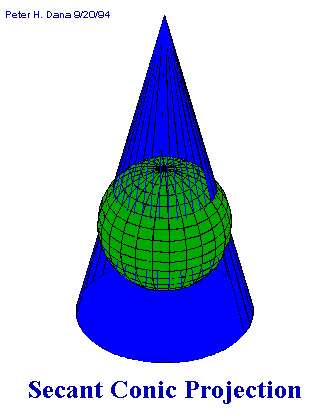 Peter H. Dana 9/20/94
Secant Conic Projection